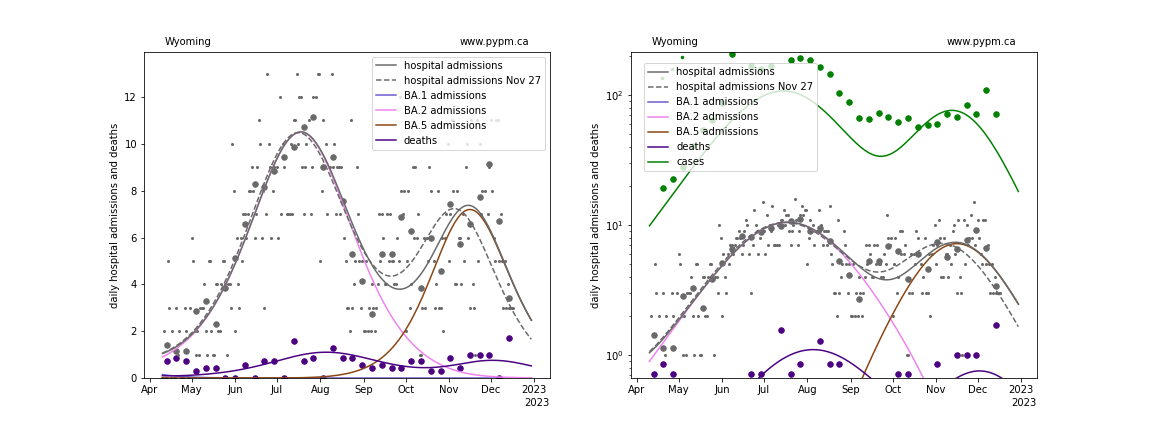 Wyoming
www.pypm.ca
hospital admissions
hospital admissions Nov 27
BA.1 admissions
BA.2 admissions
BA.5 admissions
deaths
daily hospital admissions and deaths
12
10
8
6
4
2
0
Apr May Jun Jul Aug Sep Oct Nov Dec 2023
2023
Wyoming
www.pypm.ca
hospital admissions
hospital admissions Nov 27
BA.1 admissions
BA.2 admissions
BA.5 admissions
deaths
cases
daily hospital admissions and deaths
10²
10¹
10⁰
Apr May Jun Jul Aug Sep Oct Nov Dec 2023
2023